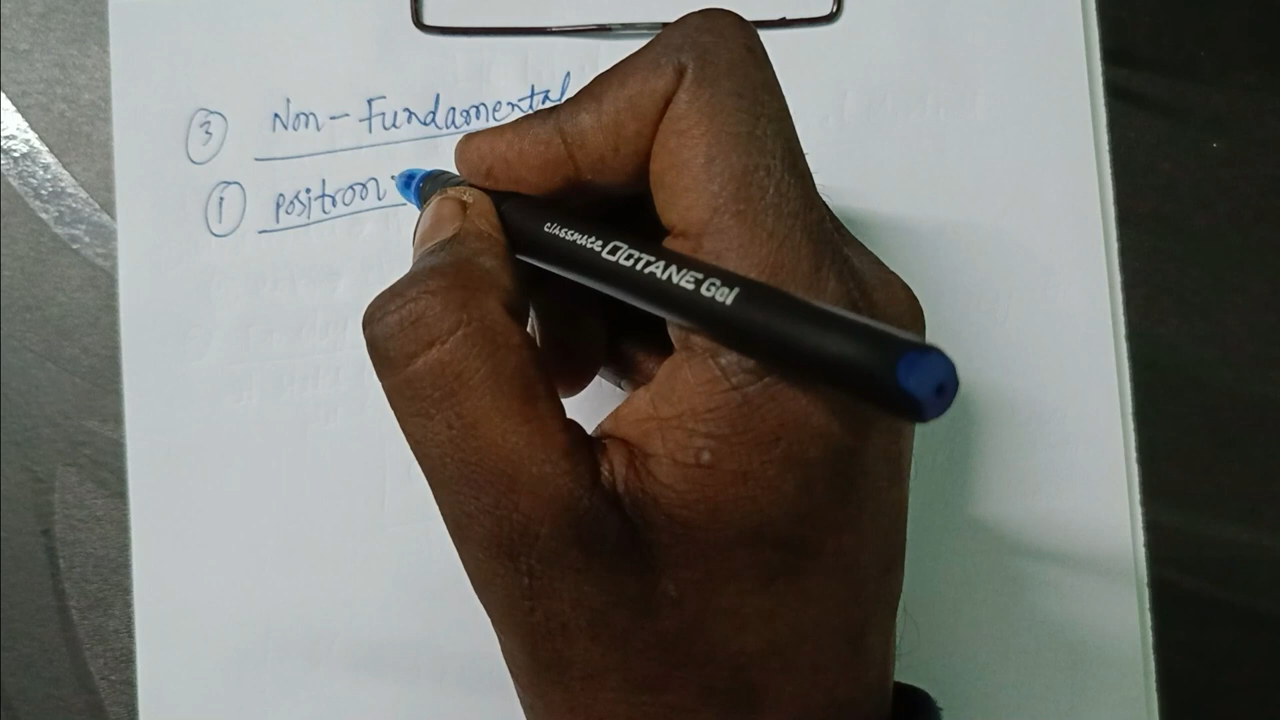 ③ Non-Fundamental
① positron
classmate OCTANE Gel